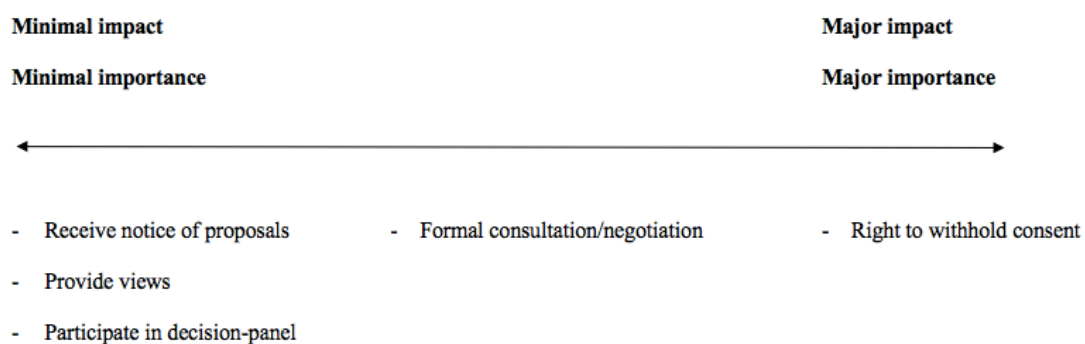 Minimal impact
Major impact
Minimal importance
Major importance
- Receive notice of proposals
- Formal consultation/negotiation
- Right to withhold consent
- Provide views
- Participate in decision-panel